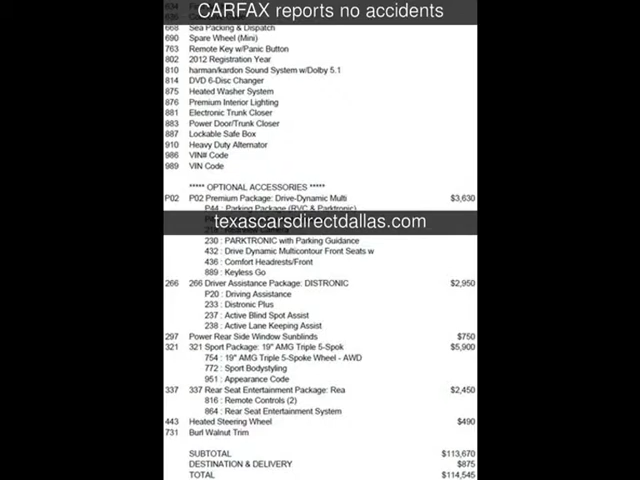 CARFAX reports no accidents
634
636
668 Sea Packing & Dispatch
690 Spare Wheel (Mini)
763 Remote Key w/Panic Button
802 2012 Registration Year
810 harman/kardon Sound System w/Dolby 5.1
814 DVD 6-Disc Changer
875 Heated Washer System
876 Premium Interior Lighting
881 Electronic Trunk Closer
883 Power Door/Trunk Closer
887 Lockable Safe Box
910 Heavy Duty Alternator
986 VIN# Code
989 VIN Code
***** OPTIONAL ACCESSORIES *****
P02 P02 Premium Package: Drive-Dynamic Multi $3,630
P44 : Parking Package (RVC & Parktronic)
texascarsdirectdallas.com
230 : PARKTRONIC with Parking Guidance
432 : Drive Dynamic Multicontour Front Seats w
436 : Comfort Headrests/Front
889 : Keyless Go
266 266 Driver Assistance Package: DISTRONIC $2,950
P20 : Driving Assistance
233 : Distronic Plus
237 : Active Blind Spot Assist
238 : Active Lane Keeping Assist
297 Power Rear Side Window Sunblinds $750
321 321 Sport Package: 19" AMG Triple 5-Spok $5,900
754 : 19" AMG Triple 5-Spoke Wheel - AWD
772 : Sport Bodystyling
951 : Appearance Code
337 337 Rear Seat Entertainment Package: Rea $2,450
816 : Remote Controls (2)
864 : Rear Seat Entertainment System
443 Heated Steering Wheel $490
731 Burl Walnut Trim
SUBTOTAL $113,670
DESTINATION & DELIVERY $875
TOTAL $114,545